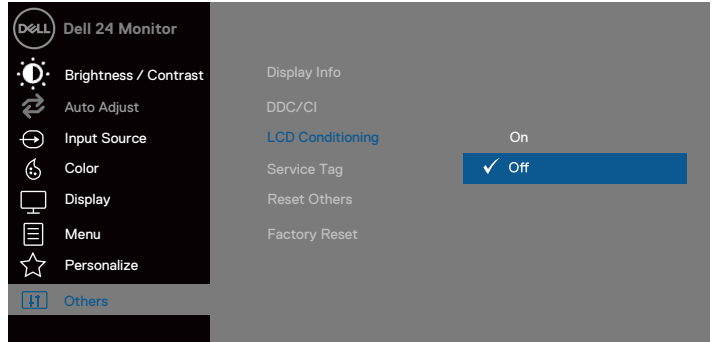 DELL Dell 24 Monitor
Brightness / Contrast
Auto Adjust
Input Source
Color
Display
Menu
Personalize
Others
Display Info
DDC/CI
LCD Conditioning
Service Tag
Reset Others
Factory Reset
On
Off